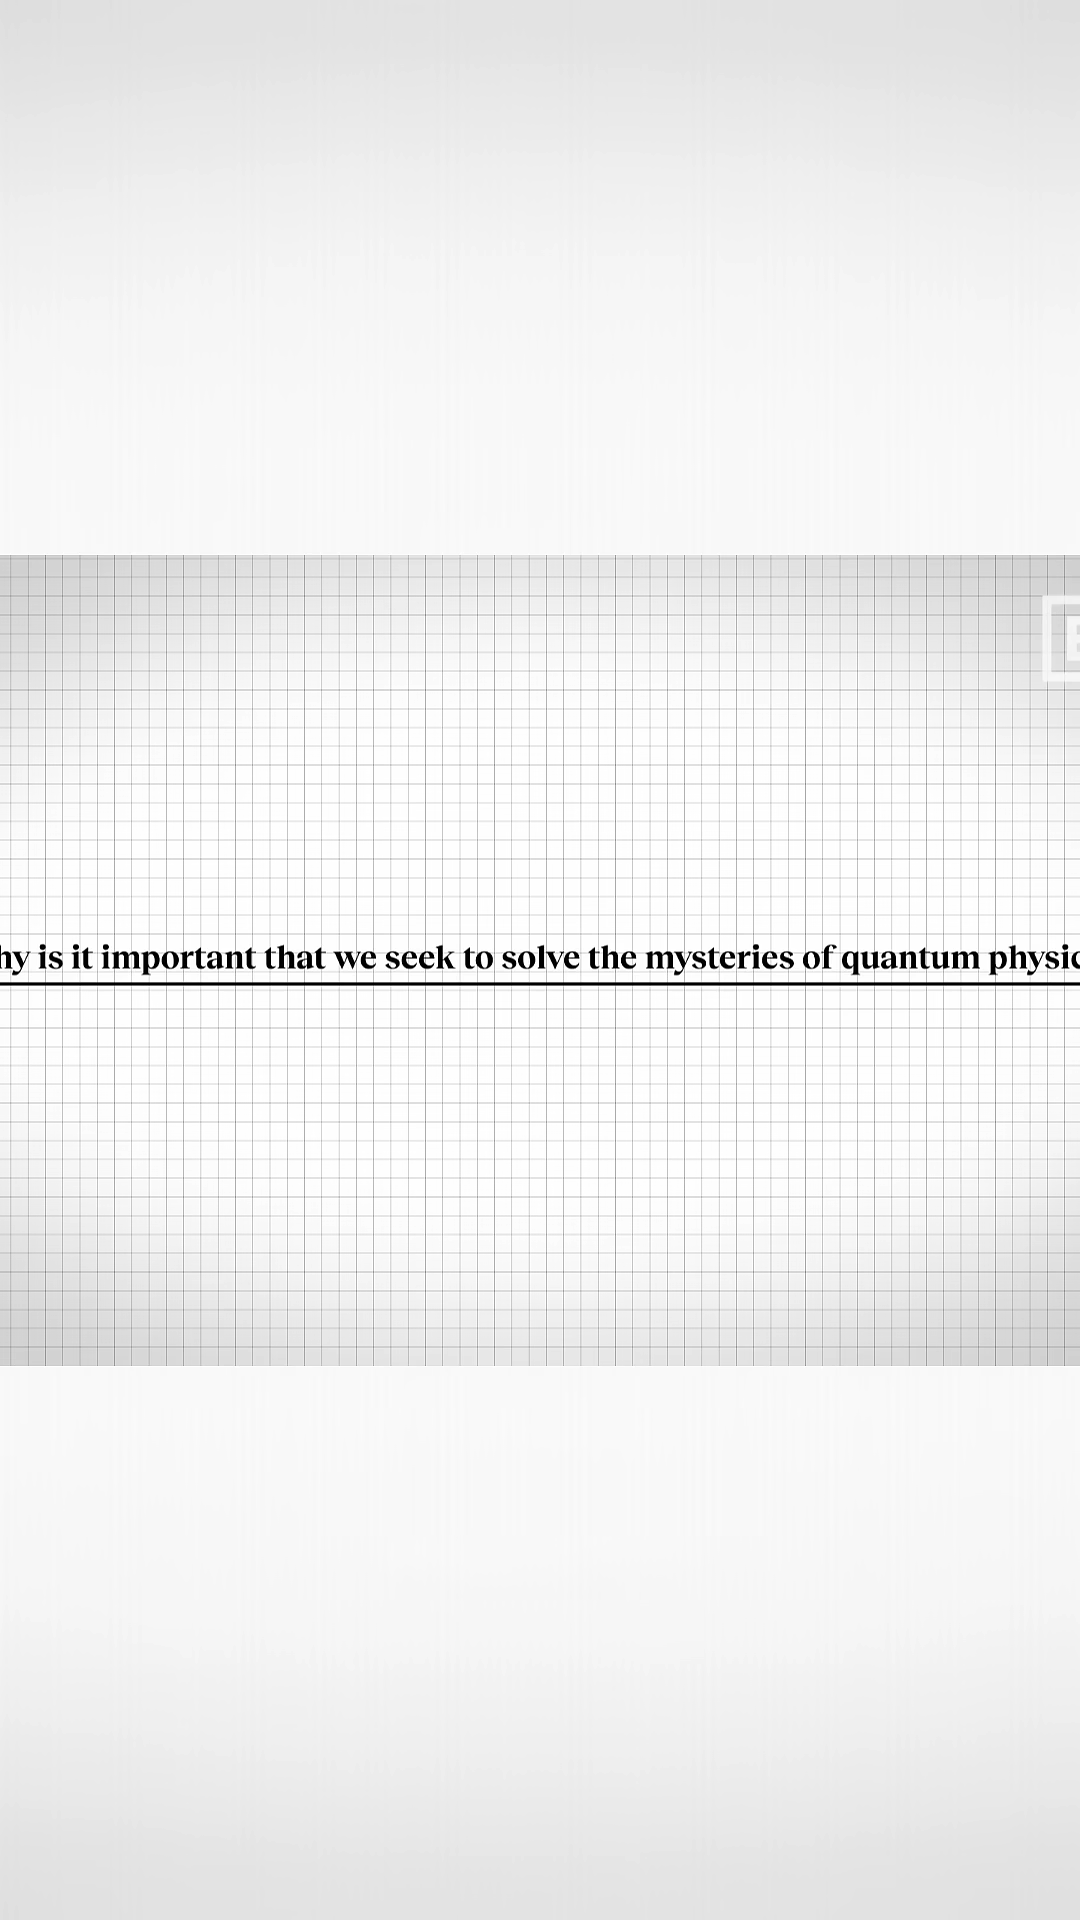 hy is it important that we seek to solve the mysteries of quantum physic